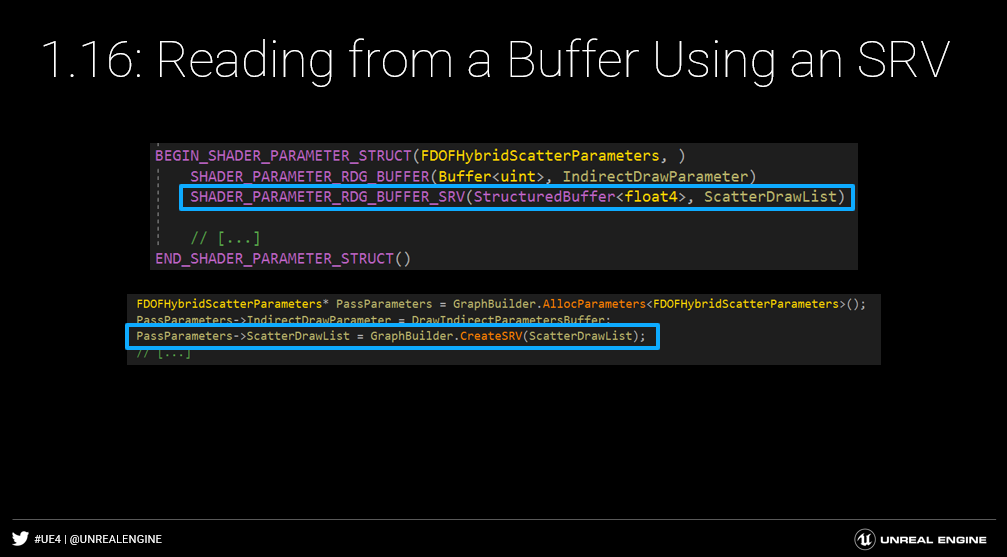 1.16: Reading from a Buffer Using an SRV
BEGIN_SHADER_PARAMETER_STRUCT(FDOFHybridScatterParameters, )
SHADER_PARAMETER_RDG_BUFFER(Buffer<uint>, IndirectDrawParameter)
SHADER_PARAMETER_RDG_BUFFER_SRV(StructuredBuffer<float4>, ScatterDrawList)
// [...]
END_SHADER_PARAMETER_STRUCT()
FDOFHybridScatterParameters* PassParameters = GraphBuilder.AllocParameters<FDOFHybridScatterParameters>();
PassParameters->IndirectDrawParameter = DrawIndirectParametersBuffer;
PassParameters->ScatterDrawList = GraphBuilder.CreateSRV(ScatterDrawList);
// [...]
#UE4 | @UNREALENGINE
UNREAL ENGINE